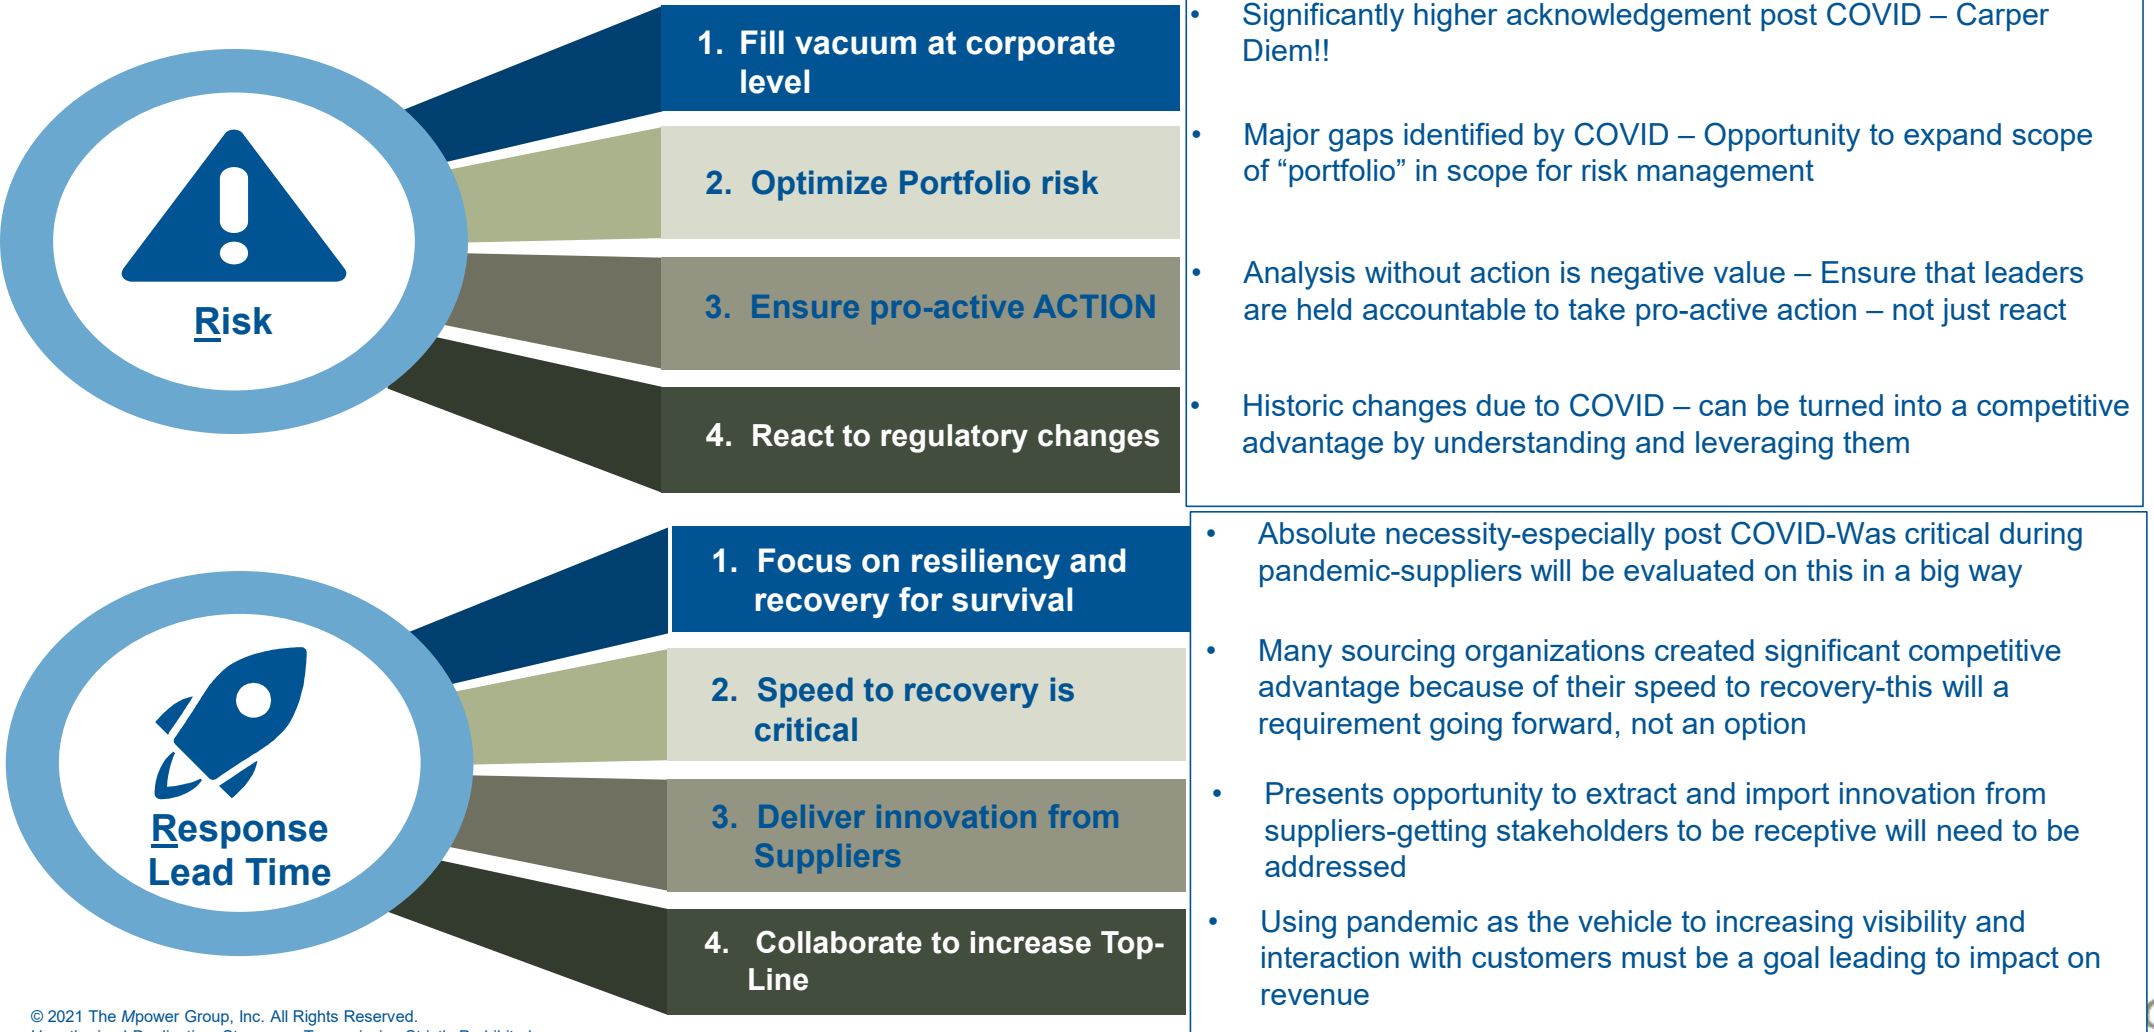 Risk
1. Fill vacuum at corporate
level
2. Optimize Portfolio risk
3. Ensure pro-active ACTION
4. React to regulatory changes
• Significantly higher acknowledgement post COVID – Carper
Diem!!
• Major gaps identified by COVID – Opportunity to expand scope
of “portfolio” in scope for risk management
• Analysis without action is negative value – Ensure that leaders
are held accountable to take pro-active action – not just react
• Historic changes due to COVID – can be turned into a competitive
advantage by understanding and leveraging them
Response
Lead Time
1. Focus on resiliency and
recovery for survival
2. Speed to recovery is
critical
3. Deliver innovation from
Suppliers
4. Collaborate to increase Top-
Line
• Absolute necessity-especially post COVID-Was critical during
pandemic-suppliers will be evaluated on this in a big way
• Many sourcing organizations created significant competitive
advantage because of their speed to recovery-this will a
requirement going forward, not an option
• Presents opportunity to extract and import innovation from
suppliers-getting stakeholders to be receptive will need to be
addressed
• Using pandemic as the vehicle to increasing visibility and
interaction with customers must be a goal leading to impact on
revenue
© 2021 The Mpower Group, Inc. All Rights Reserved.